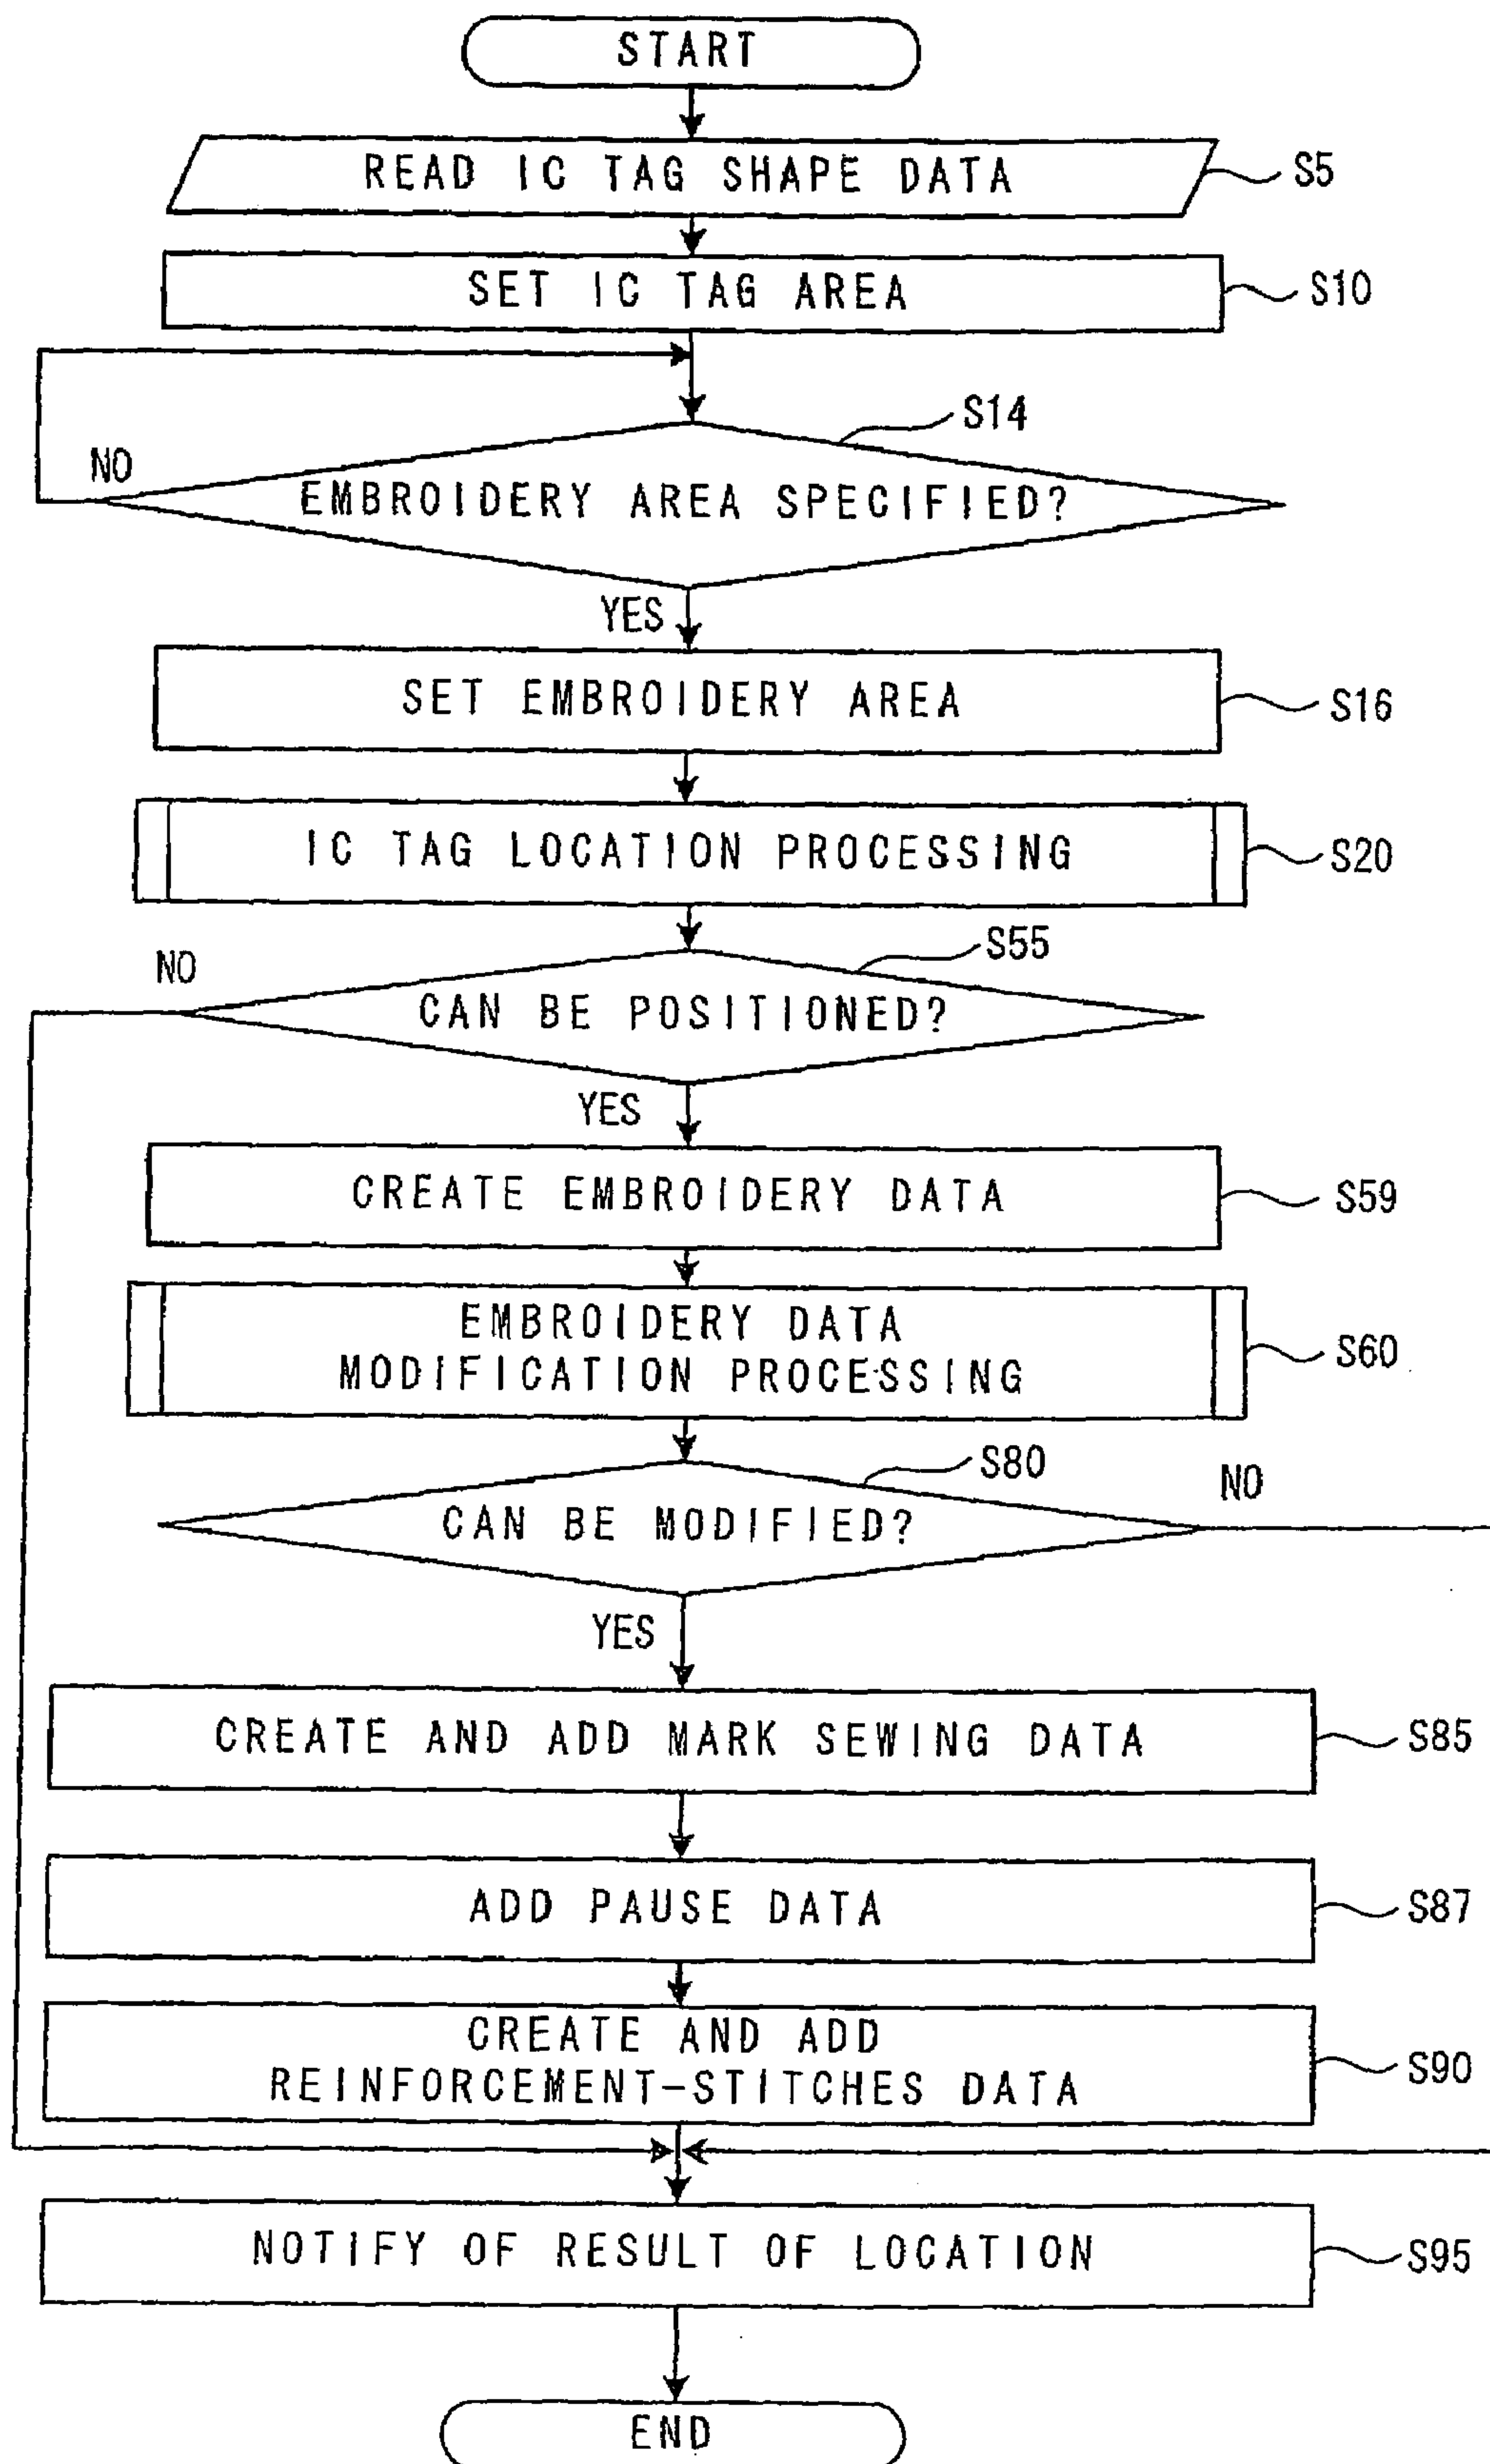 START
READ IC TAG SHAPE DATA
S5
SET IC TAG AREA
S10
S14
NO
EMBROIDERY AREA SPECIFIED?
YES
SET EMBROIDERY AREA
S16
IC TAG LOCATION PROCESSING
S20
S55
NO
CAN BE POSITIONED?
YES
CREATE EMBROIDERY DATA
S59
EMBROIDERY DATA
MODIFICATION PROCESSING
S60
S80
NO
CAN BE MODIFIED?
YES
CREATE AND ADD MARK SEWING DATA
S85
ADD PAUSE DATA
S87
CREATE AND ADD
REINFORCEMENT-STITCHES DATA
S90
NOTIFY OF RESULT OF LOCATION
S95
END